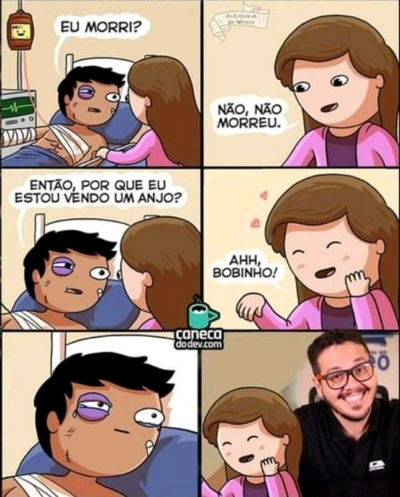 EU MORRI?
NÃO, NÃO
MORREU.
ENTÃO, POR QUE EU
ESTOU VENDO UM ANJO?
AHH,
BOBINHO!
caneca
dodev.com